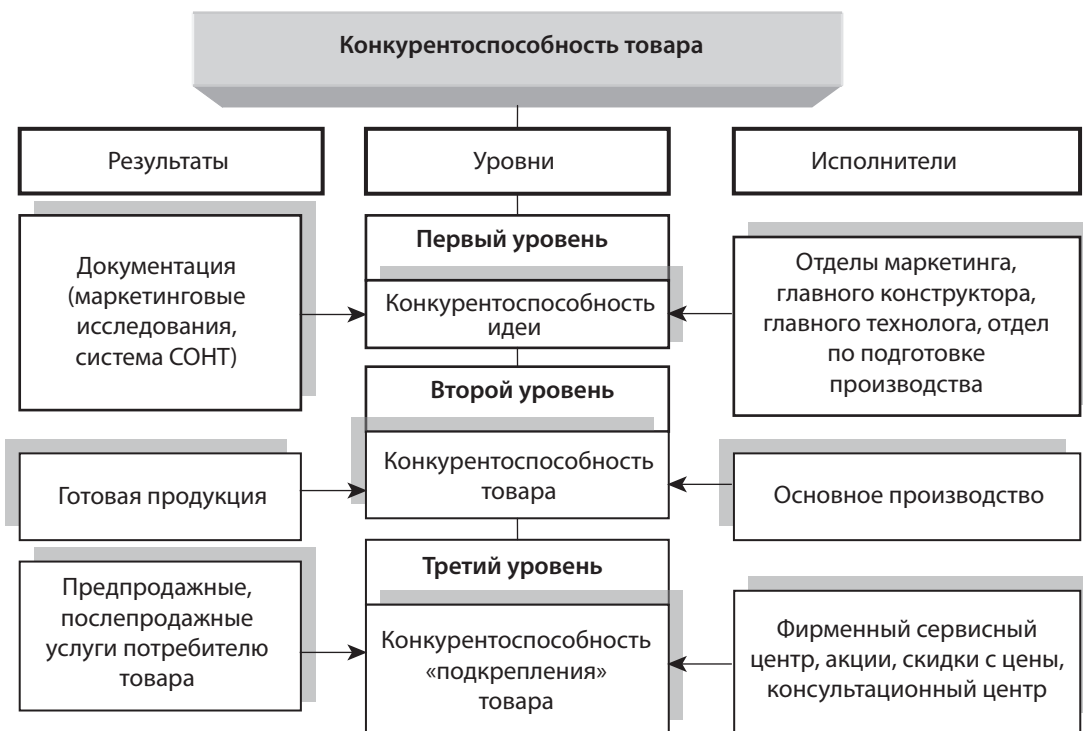 Конкурентоспособность товара
Результаты
Уровни
Исполнители
Документация
(маркетинговые
исследования,
система СОНТ)
Первый уровень
Конкурентоспособность
идеи
Отделы маркетинга,
главного конструктора,
главного технолога, отдел
по подготовке
производства
Готовая продукция
Второй уровень
Конкурентоспособность
товара
Основное производство
Предпродажные,
послепродажные
услуги потребителю
товара
Третий уровень
Конкурентоспособность
«подкрепления»
товара
Фирменный сервисный
центр, акции, скидки с цены,
консультационный центр